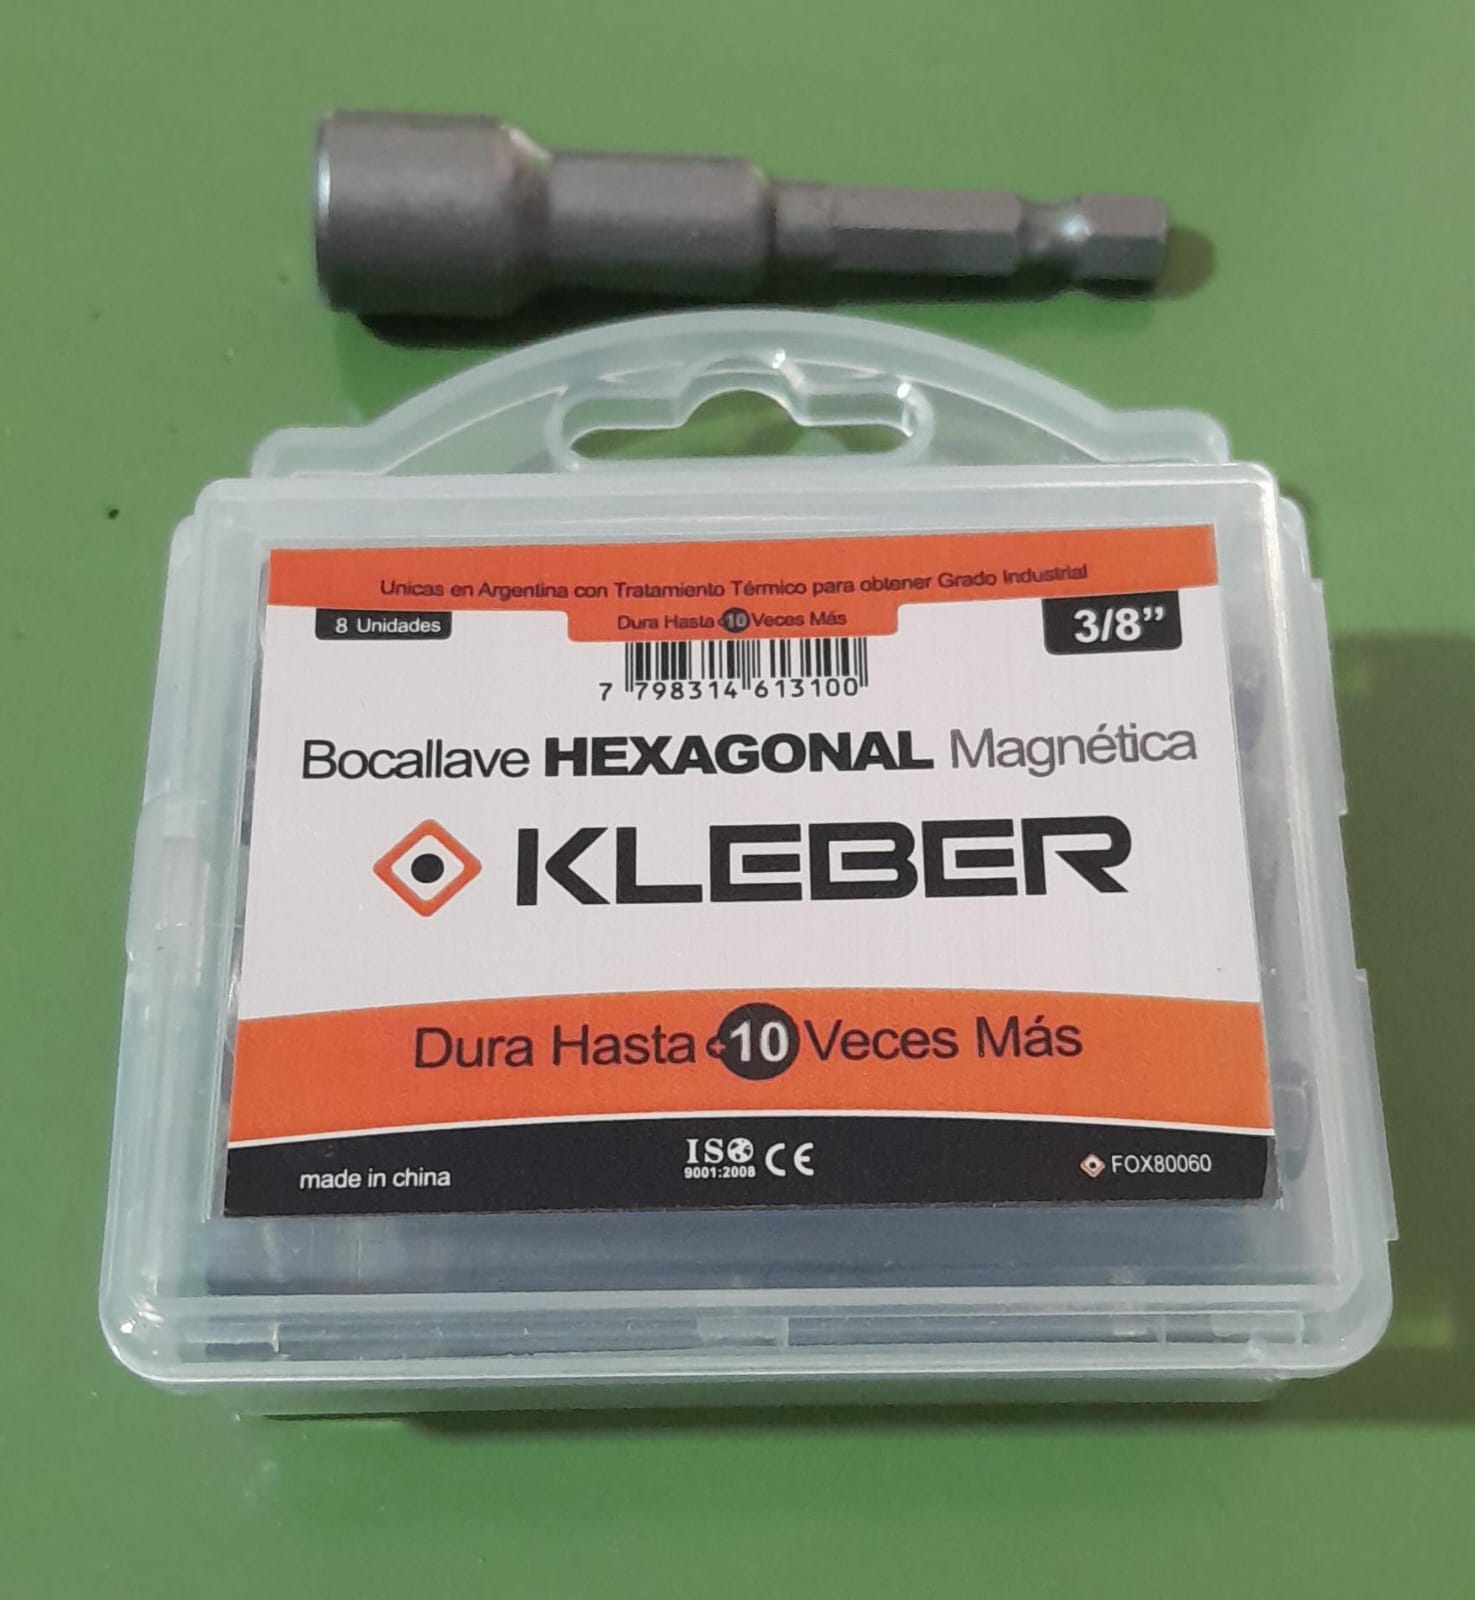 Unicas en Argentina con Tratamiento Térmico para obtener Grado Industrial
8 Unidades
Dura Hasta +10 Veces Más
3/8”
7 798314 613100
Bocallave HEXAGONAL Magnética
KLEBER
Dura Hasta +10 Veces Más
made in china
ISO
9001:2008
CE
FOX80060